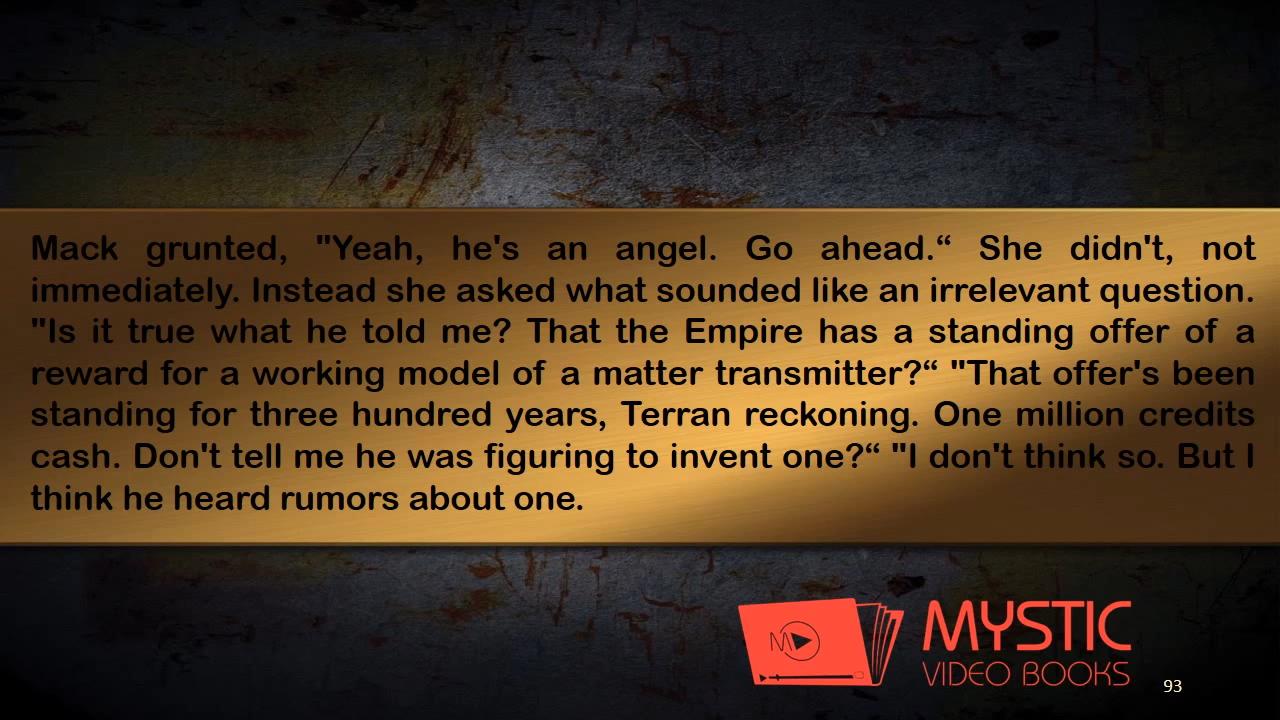 Mack grunted, "Yeah, he's an angel. Go ahead.“ She didn't, not
immediately. Instead she asked what sounded like an irrelevant question.
"Is it true what he told me? That the Empire has a standing offer of a
reward for a working model of a matter transmitter?“ "That offer's been
standing for three hundred years, Terran reckoning. One million credits
cash. Don't tell me he was figuring to invent one?“ "I don't think so. But I
think he heard rumors about one.
M
MYSTIC
VIDEO BOOKS
93